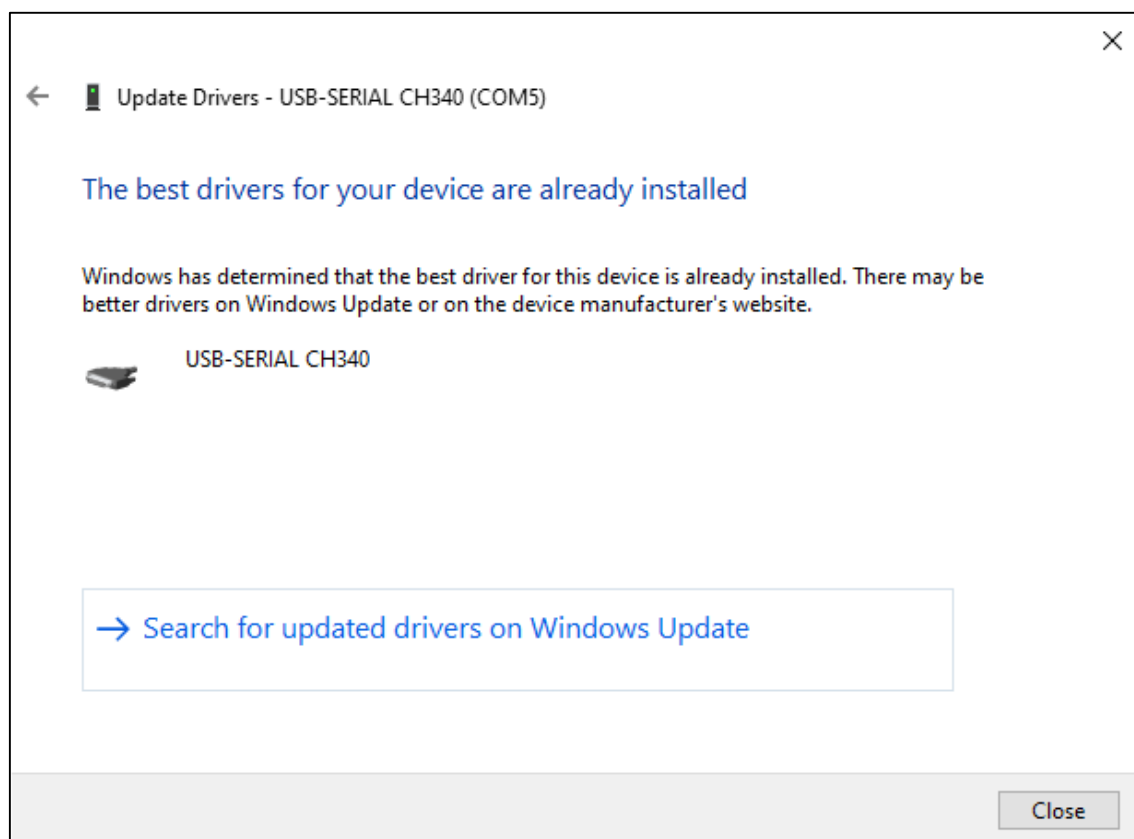 Update Drivers - USB-SERIAL CH340 (COM5)
The best drivers for your device are already installed
Windows has determined that the best driver for this device is already installed. There may be
better drivers on Windows Update or on the device manufacturer's website.
USB-SERIAL CH340
Search for updated drivers on Windows Update
Close